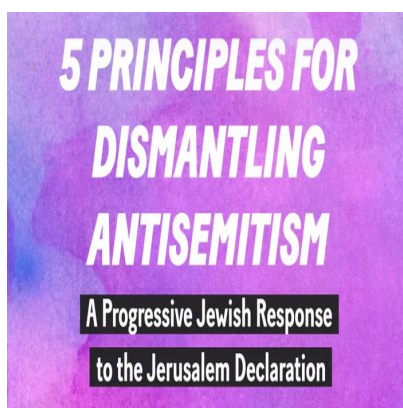 5 PRINCIPLES FOR
DISMANTLING
ANTISEMITISM
A Progressive Jewish Response
to the Jerusalem Declaration